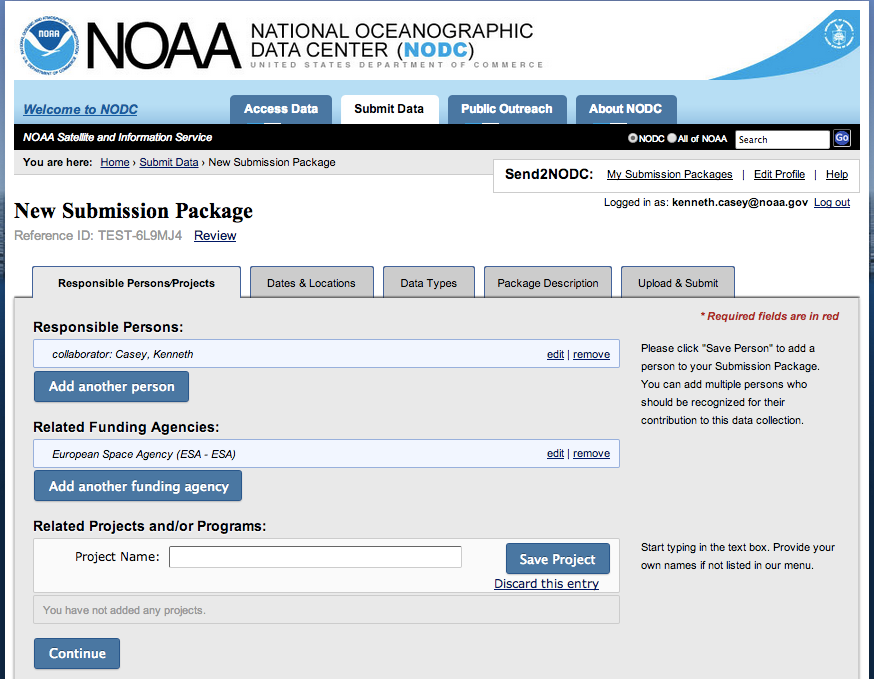 NOAA
NATIONAL OCEANOGRAPHIC
DATA CENTER (NODC)
UNITED STATES DEPARTMENT OF COMMERCE
Welcome to NODC
Access Data
Submit Data
Public Outreach
About NODC
NOAA Satellite and Information Service
NODC All of NOAA
Search
Go
You are here: Home › Submit Data › New Submission Package
Send2NODC: My Submission Packages | Edit Profile | Help
Logged in as: kenneth.casey@noaa.gov Log out
New Submission Package
Reference ID: TEST-6L9MJ4 Review
Responsible Persons/Projects
Dates & Locations
Data Types
Package Description
Upload & Submit
* Required fields are in red
Responsible Persons:
collaborator: Casey, Kenneth
edit | remove
Add another person
Please click "Save Person" to add a
person to your Submission Package.
You can add multiple persons who
should be recognized for their
contribution to this data collection.
Related Funding Agencies:
European Space Agency (ESA - ESA)
edit | remove
Add another funding agency
Related Projects and/or Programs:
Project Name:
Save Project
Discard this entry
Start typing in the text box. Provide your
own names if not listed in our menu.
You have not added any projects.
Continue